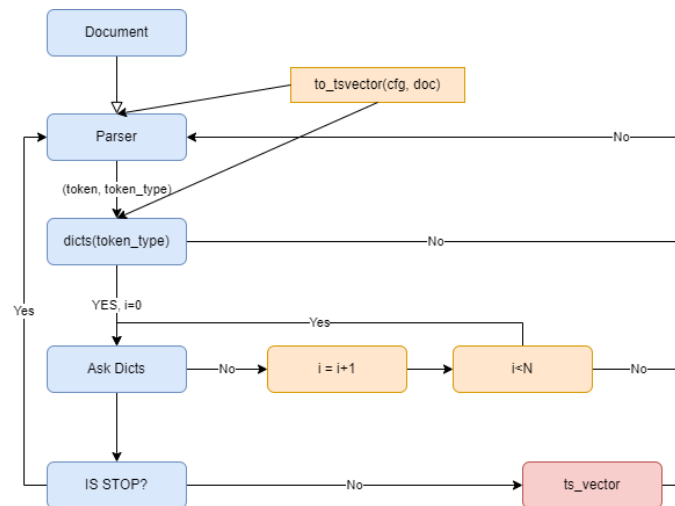 Document
to_tsvector(cfg, doc)
Parser
No
(token, token_type)
dicts(token_type)
No
YES, i=0
Yes
Yes
Ask Dicts
No
i = i+1
i<N
No
IS STOP?
No
ts_vector